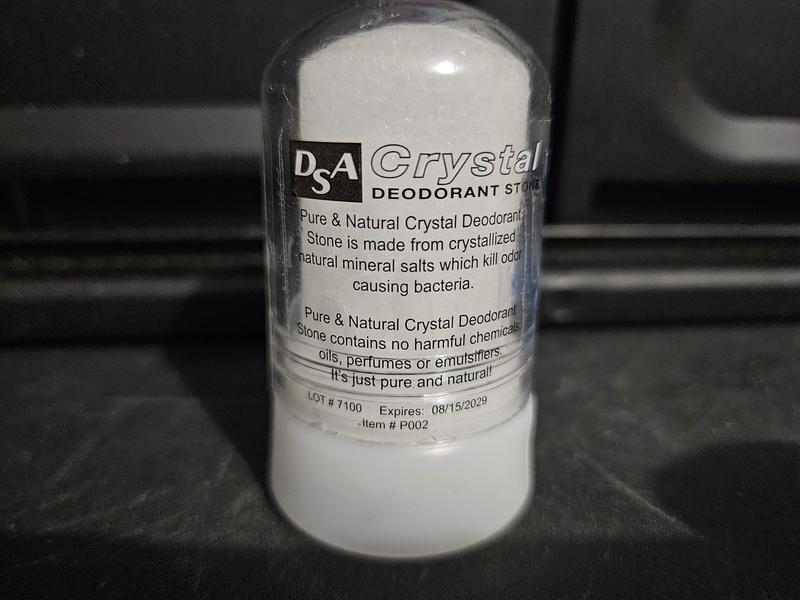 DSA Crystal
DEODORANT STONE
Pure & Natural Crystal Deodorant
Stone is made from crystallized
natural mineral salts which kill odor
causing bacteria.
Pure & Natural Crystal Deodorant
Stone contains no harmful chemicals,
oils, perfumes or emulsifiers.
It's just pure and natural!
LOT # 7100 Expires: 08/15/2029
Item # P002